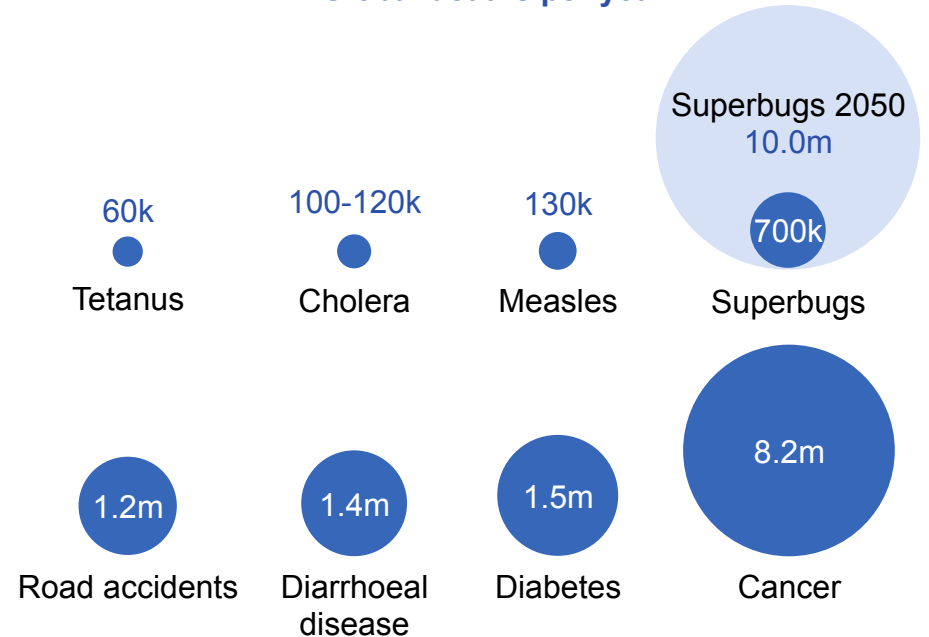 Superbugs 2050
10.0m
60k
100-120k
130k
700k
Tetanus
Cholera
Measles
Superbugs
1.2m
1.4m
1.5m
8.2m
Road accidents
Diarrhoeal
disease
Diabetes
Cancer